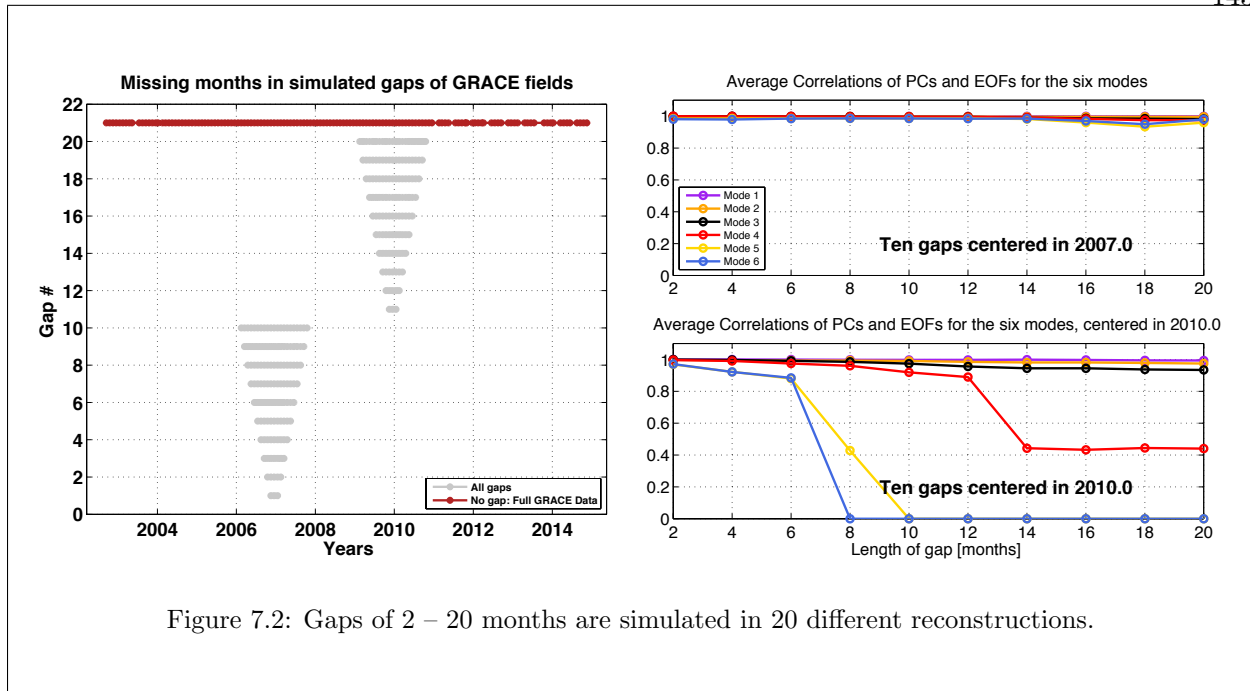 Missing months in simulated gaps of GRACE fields
22
20
18
16
14
12
10
8
6
4
2
0
Gap #
2004
2006
2008
2010
2012
2014
Years
All gaps
No gap: Full GRACE Data
Average Correlations of PCs and EOFs for the six modes
1
0.8
0.6
0.4
0.2
0
Mode 1
Mode 2
Mode 3
Mode 4
Mode 5
Mode 6
Ten gaps centered in 2007.0
2 4 6 8 10 12 14 16 18 20
Average Correlations of PCs and EOFs for the six modes, centered in 2010.0
1
0.8
0.6
0.4
0.2
0
Ten gaps centered in 2010.0
2 4 6 8 10 12 14 16 18 20
Length of gap [months]
Figure 7.2: Gaps of 2 – 20 months are simulated in 20 different reconstructions.